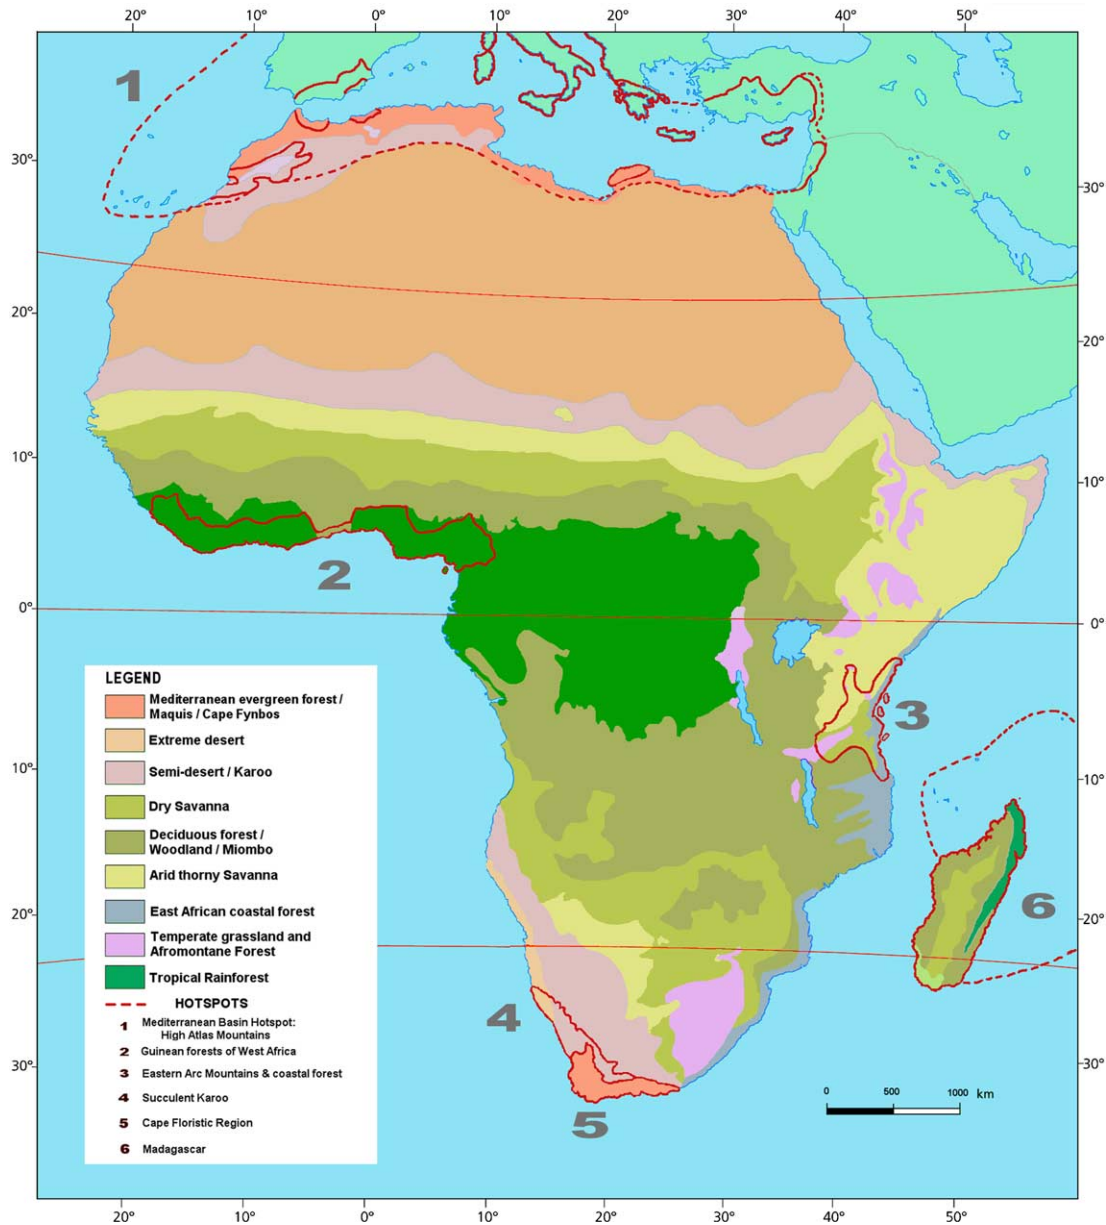 20° 10° 0° 10° 20° 30° 40° 50°
1
30° 30°
20° 20°
10° 10°
2
0° 0°
3
10° 10°
6
20° 20°
4
30° 30°
5
LEGEND
Mediterranean evergreen forest /
Maquis / Cape Fynbos
Extreme desert
Semi-desert / Karoo
Dry Savanna
Deciduous forest /
Woodland / Miombo
Arid thorny Savanna
East African coastal forest
Temperate grassland and
Afromontane Forest
Tropical Rainforest
HOTSPOTS
1 Mediterranean Basin Hotspot:
High Atlas Mountains
2 Guinean forests of West Africa
3 Eastern Arc Mountains & coastal forest
4 Succulent Karoo
5 Cape Floristic Region
6 Madagascar
0 500 1000 km
20° 10° 0° 10° 20° 30° 40° 50°